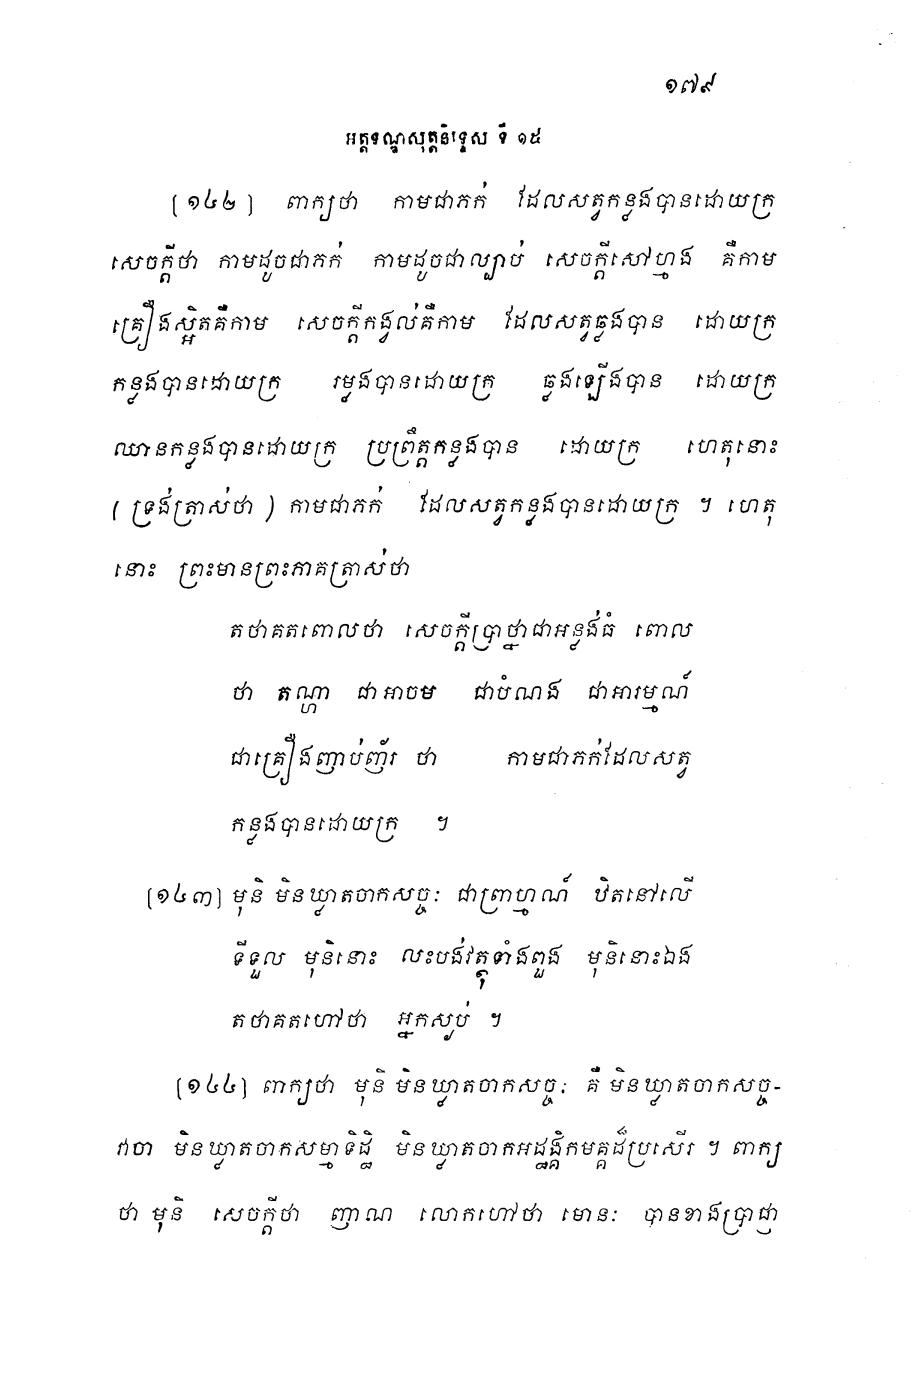 ១៧៩
អត្តទណ្ឌសុត្តនិទ្ទេស ទី ១៥
[១៤២] ពាក្យថា កាមជាភក់ ដែលសត្វកន្លងបានដោយក្រ
សេចក្តីថា កាមដូចជាភក់ កាមដូចជាល្បាប់ សេចក្តីសៅហ្មង គឺកាម
គ្រឿងស្អិតគឺកាម សេចក្តីកង្វល់គឺកាម ដែលសត្វឆ្លងបាន ដោយក្រ
កន្លងបានដោយក្រ រម្លងបានដោយក្រ ឆ្លងឡើងបាន ដោយក្រ
ឈានកន្លងបានដោយក្រ ប្រព្រឹត្តកន្លងបាន ដោយក្រ ហេតុនោះ
( ទ្រង់ត្រាស់ថា ) កាមជាភក់ ដែលសត្វកន្លងបានដោយក្រ ។ ហេតុ
នោះ ព្រះមានព្រះភាគត្រាស់ថា
តថាគតពោលថា សេចក្តីប្រាថ្នាជាអន្លង់ធំ ពោល
ថា តណ្ហា ជាអាចម ជាបំណង ជាអារម្មណ៍
ជាគ្រឿងញាប់ញ័រ ថា កាមជាភក់ដែលសត្វ
កន្លងបានដោយក្រ ។
[១៤៣] មុនិ មិនឃ្លាតចាកសច្ចៈ ជាព្រាហ្មណ៍ ឋិតនៅលើ
ទីទួល មុនិនោះ លះបង់វត្ថុទាំងពួង មុនិនោះឯង
តថាគតហៅថា អ្នកស្ងប់ ។
[១៤៤] ពាក្យថា មុនិ មិនឃ្លាតចាកសច្ចៈ គឺ មិនឃ្លាតចាកសច្ច-
វាចា មិនឃ្លាតចាកសម្មាទិដ្ឋិ មិនឃ្លាតចាកអដ្ឋង្គិកមគ្គដ៏ប្រសើរ ។ ពាក្យ
ថា មុនិ សេចក្តីថា ញាណ លោកហៅថា មោនៈ បានខាងប្រាជ្ញា